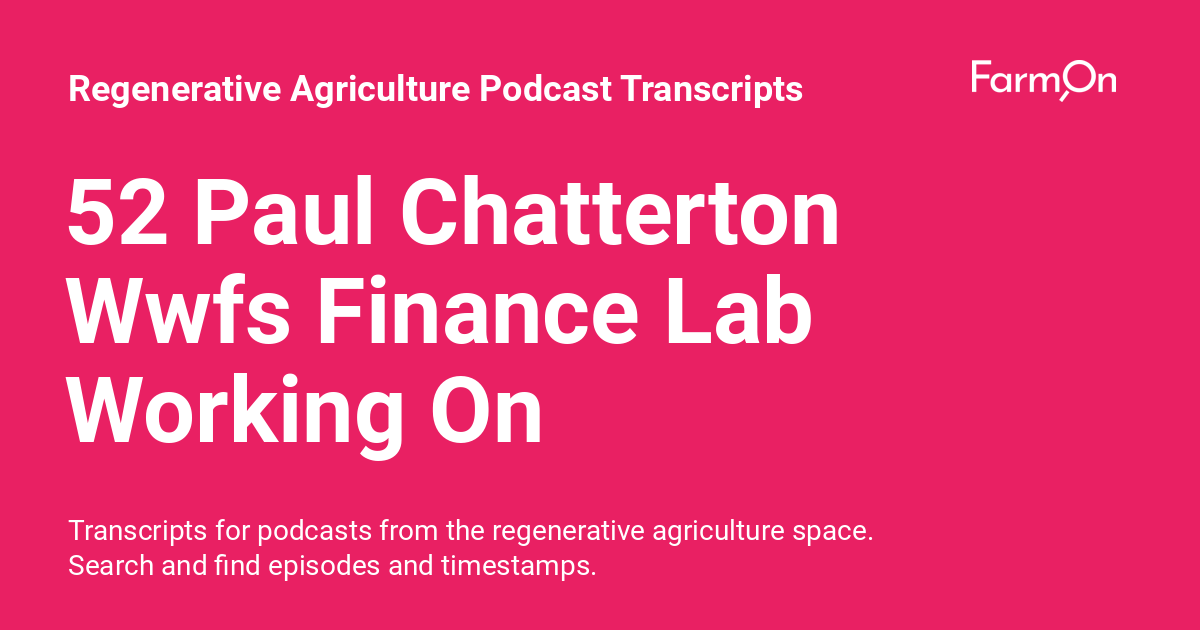 Regenerative Agriculture Podcast Transcripts
FarmOn
52 Paul Chatterton
Wwfs Finance Lab
Working On
Transcripts for podcasts from the regenerative agriculture space.
Search and find episodes and timestamps.